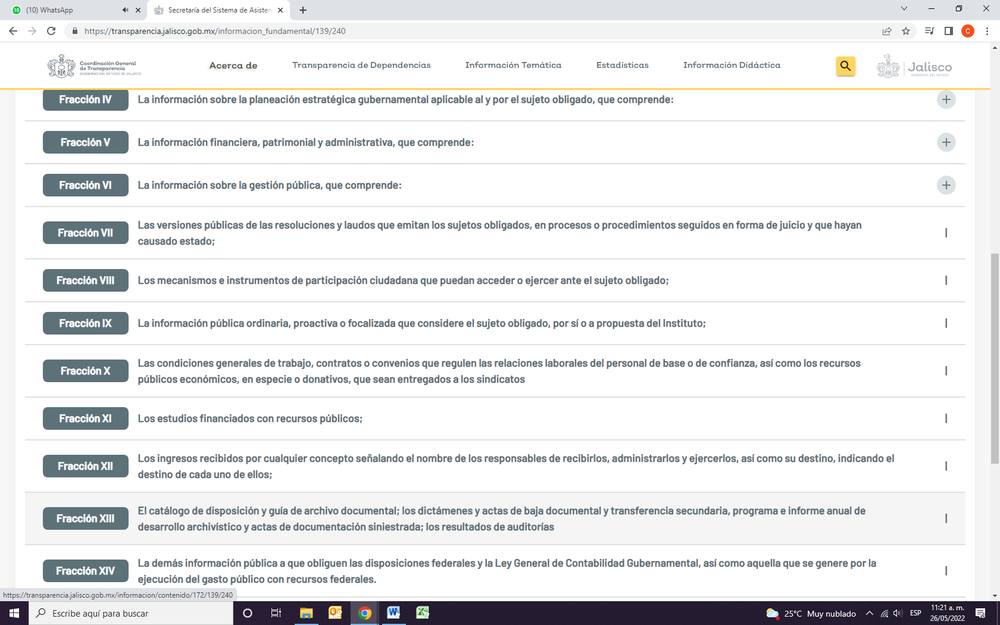 (10) WhatsApp
Secretaría del Sistema de Asisten
https://transparencia.jalisco.gob.mx/informacion_fundamental/139/240
C
Coordinación General
de Transparencia
GOBIERNO DEL ESTADO DE JALISCO
Acerca de
Transparencia de Dependencias
Información Temática
Estadísticas
Información Didáctica
Jalisco
GOBIERNO DEL ESTADO
Fracción IV
La información sobre la planeación estratégica gubernamental aplicable al y por el sujeto obligado, que comprende:
Fracción V
La información financiera, patrimonial y administrativa, que comprende:
Fracción VI
La información sobre la gestión pública, que comprende:
Fracción VII
Las versiones públicas de las resoluciones y laudos que emitan los sujetos obligados, en procesos o procedimientos seguidos en forma de juicio y que hayan
causado estado;
Fracción VIII
Los mecanismos e instrumentos de participación ciudadana que puedan acceder o ejercer ante el sujeto obligado;
Fracción IX
La información pública ordinaria, proactiva o focalizada que considere el sujeto obligado, por sí o a propuesta del Instituto;
Fracción X
Las condiciones generales de trabajo, contratos o convenios que regulen las relaciones laborales del personal de base o de confianza, así como los recursos
públicos económicos, en especie o donativos, que sean entregados a los sindicatos
Fracción XI
Los estudios financiados con recursos públicos;
Fracción XII
Los ingresos recibidos por cualquier concepto señalando el nombre de los responsables de recibirlos, administrarlos y ejercerlos, así como su destino, indicando el
destino de cada uno de ellos;
Fracción XIII
El catálogo de disposición y guía de archivo documental; los dictámenes y actas de baja documental y transferencia secundaria, programa e informe anual de
desarrollo archivístico y actas de documentación siniestrada; los resultados de auditorías
Fracción XIV
La demás información pública a que obliguen las disposiciones federales y la Ley General de Contabilidad Gubernamental, así como aquella que se genere por la
ejecución del gasto público con recursos federales.
https://transparencia.jalisco.gob.mx/informacion/contenido/172/139/240
Escribe aquí para buscar
25°C Muy nublado
ESP
11:21 a. m.
26/05/2022